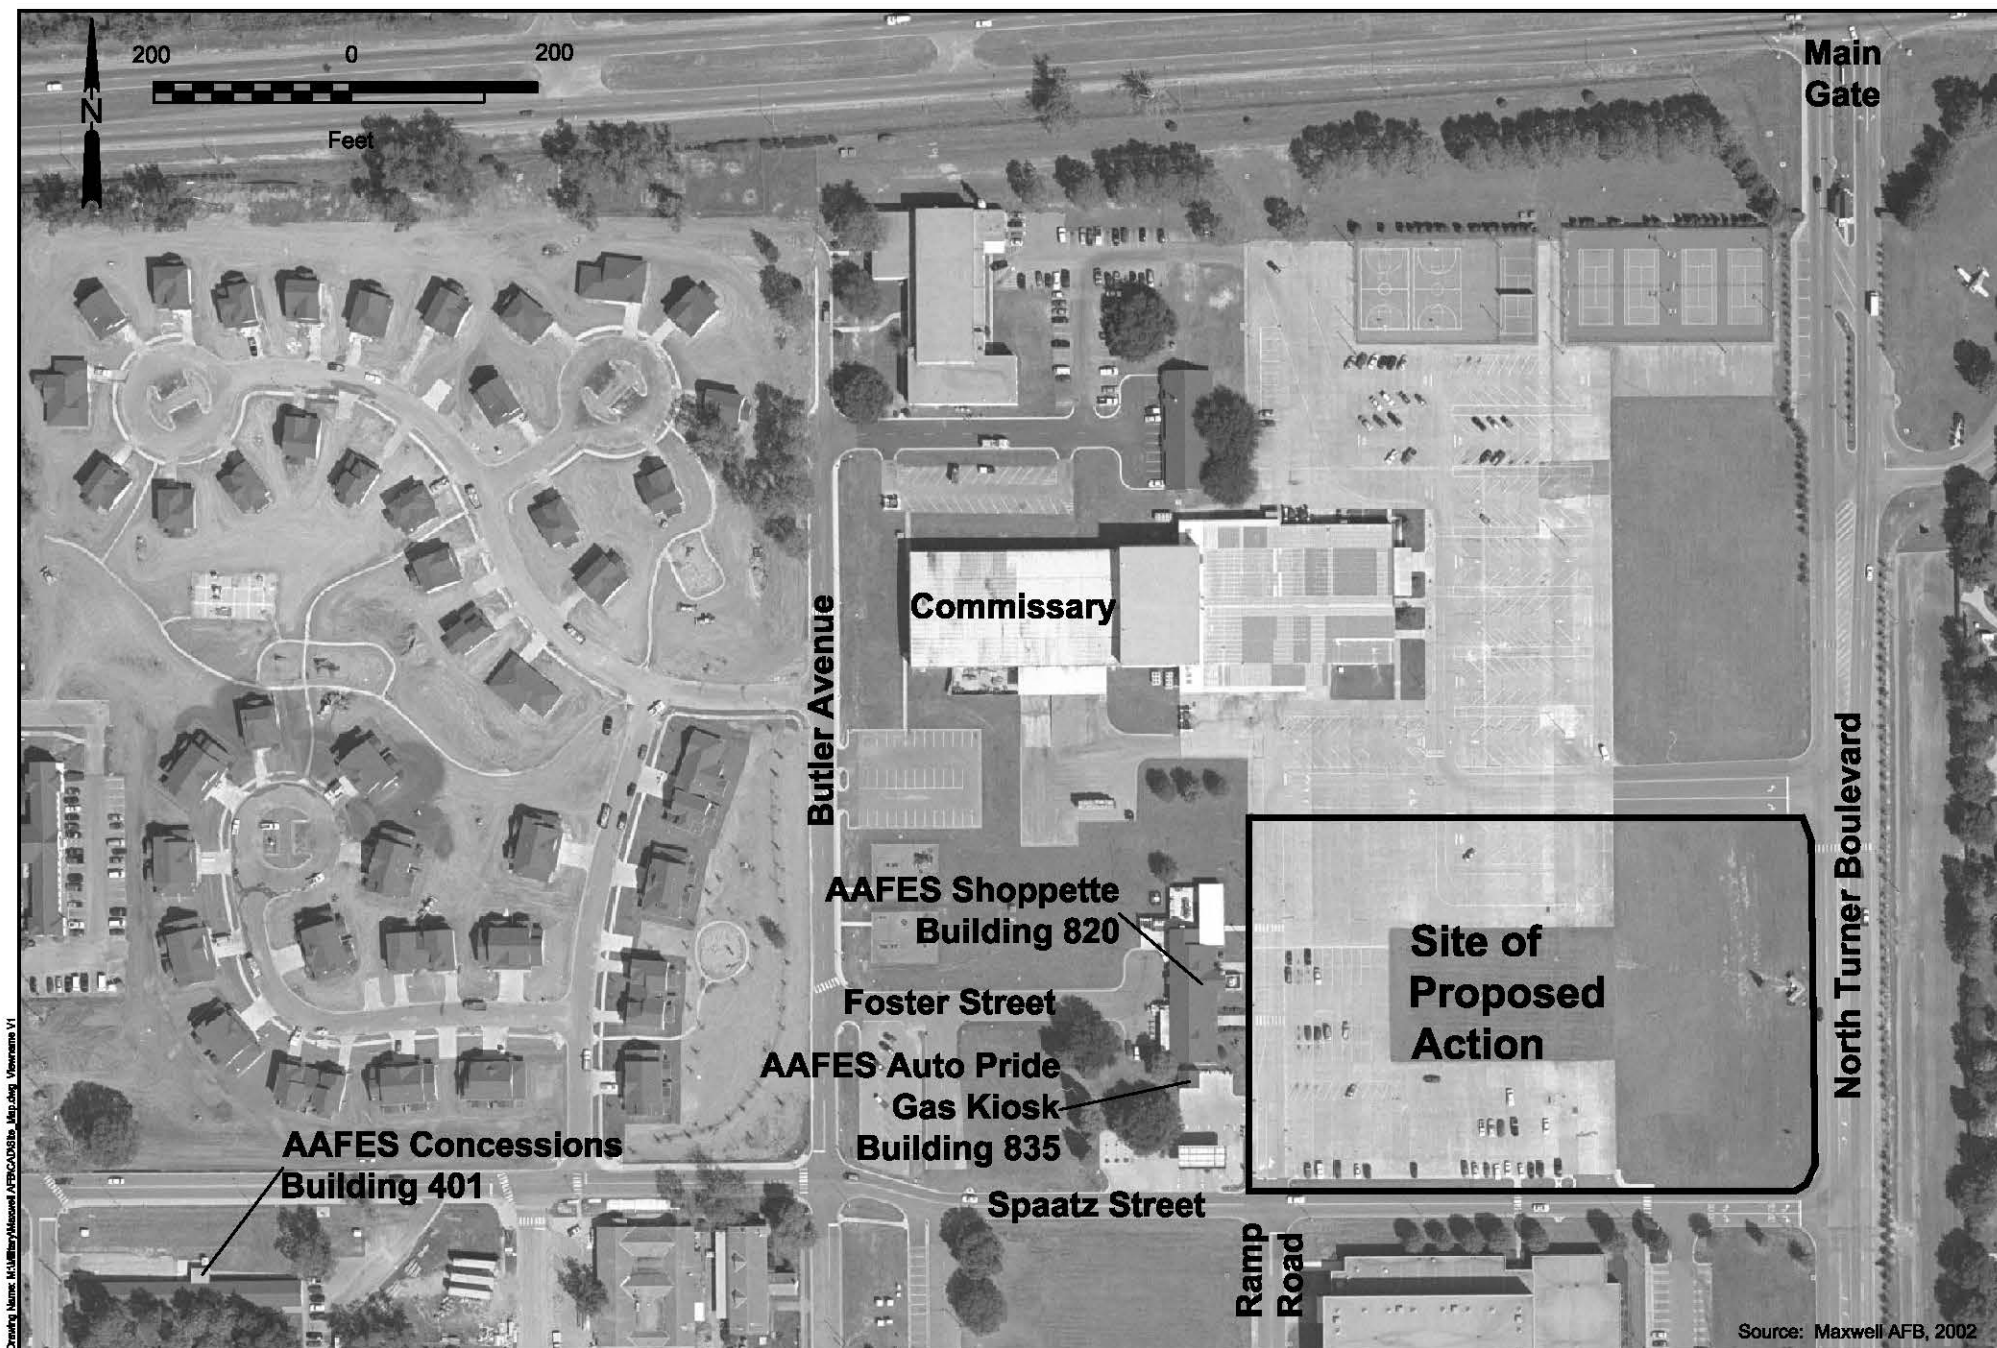 200 0 200
Feet
N
Main
Gate
Commissary
Butler Avenue
North Turner Boulevard
AAFES Shoppette
Building 820
Site of
Proposed
Action
Foster Street
AAFES Auto Pride
Gas Kiosk
Building 835
AAFES Concessions
Building 401
Spaatz Street
Ramp
Road
Source: Maxwell AFB, 2002